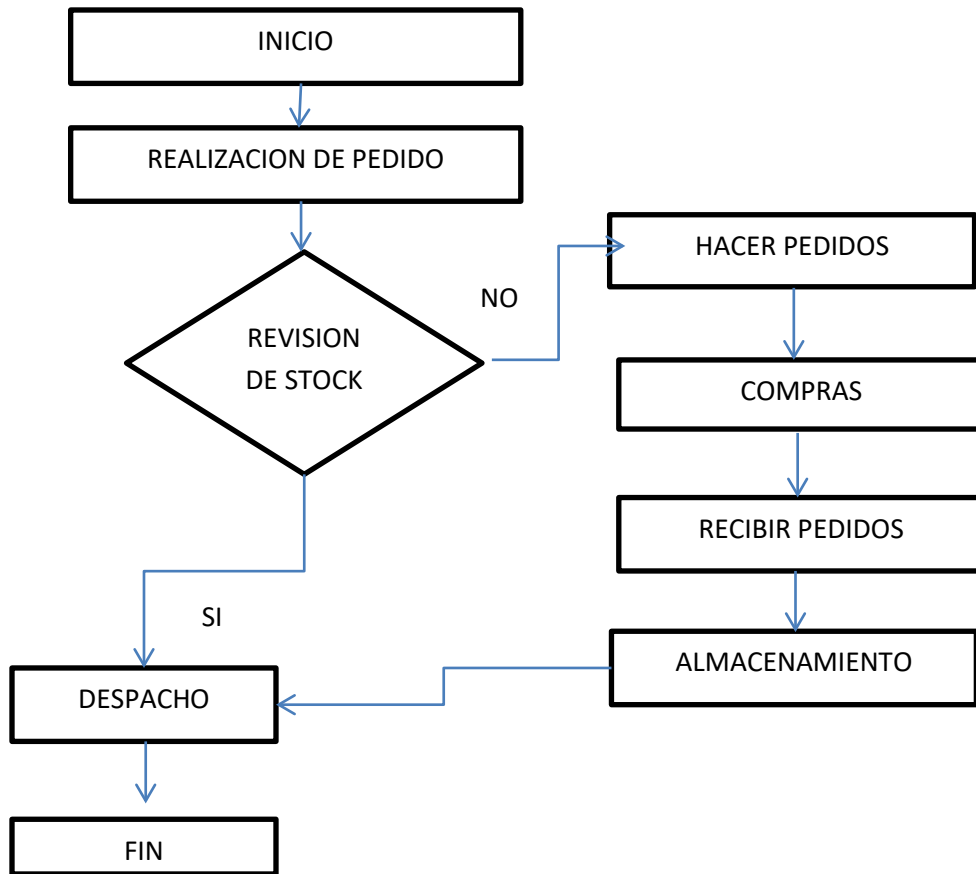 INICIO
REALIZACION DE PEDIDO
HACER PEDIDOS
NO
REVISION
DE STOCK
COMPRAS
RECIBIR PEDIDOS
SI
ALMACENAMIENTO
DESPACHO
FIN